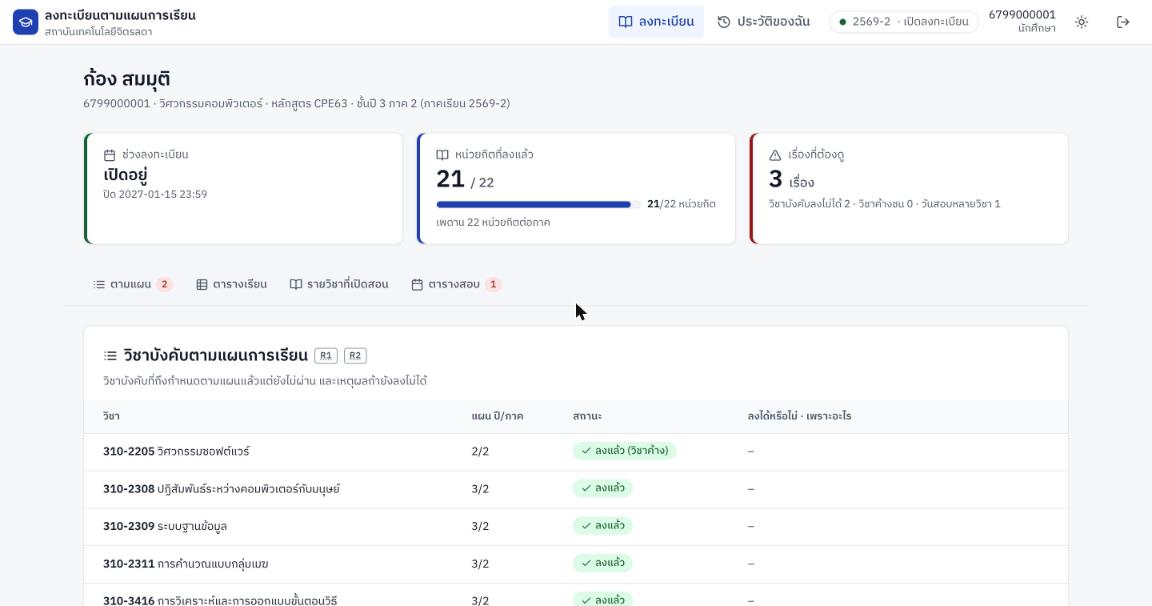 ลงทะเบียนตามแผนการเรียน
สถาบันเทคโนโลยีจิตรลดา
ลงทะเบียน
ประวัติของฉัน
2569-2 · เปิดลงทะเบียน
6799000001
นักศึกษา
ก้อง สมมุติ
6799000001 · วิศวกรรมคอมพิวเตอร์ · หลักสูตร CPE63 · ชั้นปี 3 ภาค 2 (ภาคเรียน 2569-2)
ช่วงลงทะเบียน
เปิดอยู่
ปิด 2027-01-15 23:59
หน่วยกิตที่ลงแล้ว
21 / 22
21/22 หน่วยกิต
เพดาน 22 หน่วยกิตต่อภาค
เรื่องที่ต้องดู
3 เรื่อง
วิชาบังคับลงไม่ได้ 2 · วิชาค้างชน 0 · วันสอบหลายวิชา 1
ตามแผน 2
ตารางเรียน
รายวิชาที่เปิดสอน
ตารางสอบ 1
วิชาบังคับตามแผนการเรียน R1 R2
วิชาบังคับที่ถึงกำหนดตามแผนแล้วแต่ยังไม่ผ่าน และเหตุผลถ้ายังลงไม่ได้
วิชา แผน ปี/ภาค สถานะ ลงได้หรือไม่ · เพราะอะไร
310-2205 วิศวกรรมซอฟต์แวร์ 2/2 ลงแล้ว (วิชาค้าง) –
310-2308 ปฏิสัมพันธ์ระหว่างคอมพิวเตอร์กับมนุษย์ 3/2 ลงแล้ว –
310-2309 ระบบฐานข้อมูล 3/2 ลงแล้ว –
310-2311 การคำนวณแบบกลุ่มเมฆ 3/2 ลงแล้ว –
310-3416 การวิเคราะห์และการออกแบบขั้นตอนวิธี 3/2 ลงแล้ว –